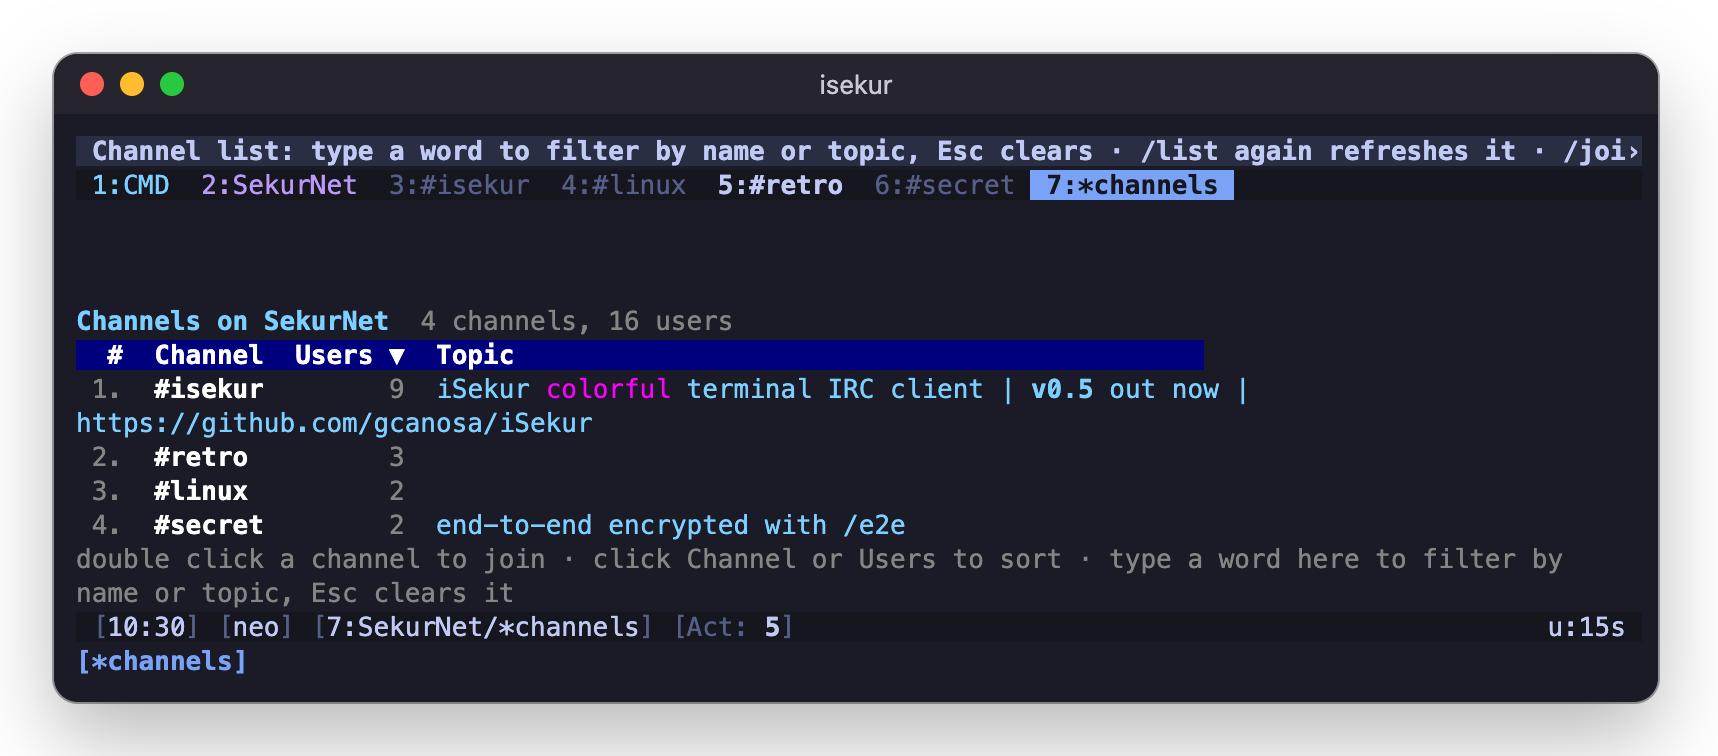 isekur
Channel list: type a word to filter by name or topic, Esc clears · /list again refreshes it · /joi›
1:CMD 2:SekurNet 3:#isekur 4:#linux 5:#retro 6:#secret 7:*channels
Channels on SekurNet 4 channels, 16 users
# Channel Users ▼ Topic
1. #isekur 9 iSekur colorful terminal IRC client | v0.5 out now |
https://github.com/gcanosa/iSekur
2. #retro 3
3. #linux 2
4. #secret 2 end-to-end encrypted with /e2e
double click a channel to join · click Channel or Users to sort · type a word here to filter by
name or topic, Esc clears it
[10:30] [neo] [7:SekurNet/*channels] [Act: 5] u:15s
[*channels]